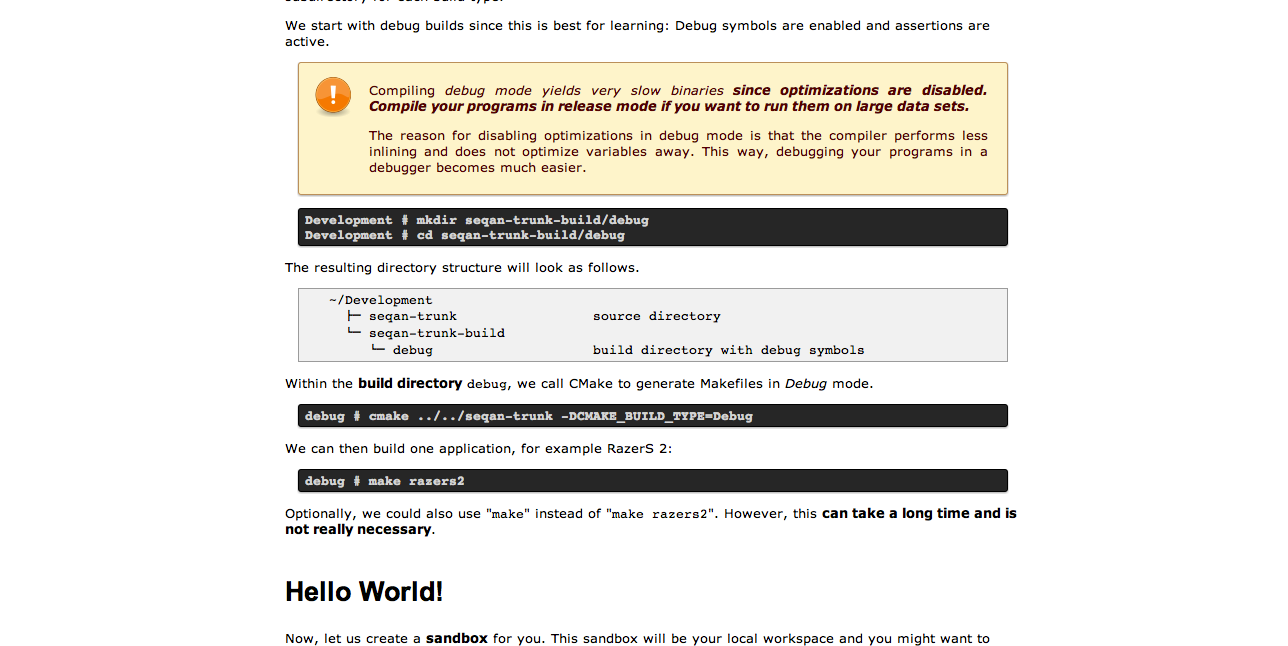 We start with debug builds since this is best for learning: Debug symbols are enabled and assertions are
active.
Compiling debug mode yields very slow binaries since optimizations are disabled.
Compile your programs in release mode if you want to run them on large data sets.
The reason for disabling optimizations in debug mode is that the compiler performs less
inlining and does not optimize variables away. This way, debugging your programs in a
debugger becomes much easier.
Development # mkdir seqan-trunk-build/debug
Development # cd seqan-trunk-build/debug
The resulting directory structure will look as follows.
~/Development
├─ seqan-trunk source directory
└─ seqan-trunk-build
└─ debug build directory with debug symbols
Within the build directory debug, we call CMake to generate Makefiles in Debug mode.
debug # cmake ../../seqan-trunk -DCMAKE_BUILD_TYPE=Debug
We can then build one application, for example RazerS 2:
debug # make razers2
Optionally, we could also use "make" instead of "make razers2". However, this can take a long time and is
not really necessary.
Hello World!
Now, let us create a sandbox for you. This sandbox will be your local workspace and you might want to